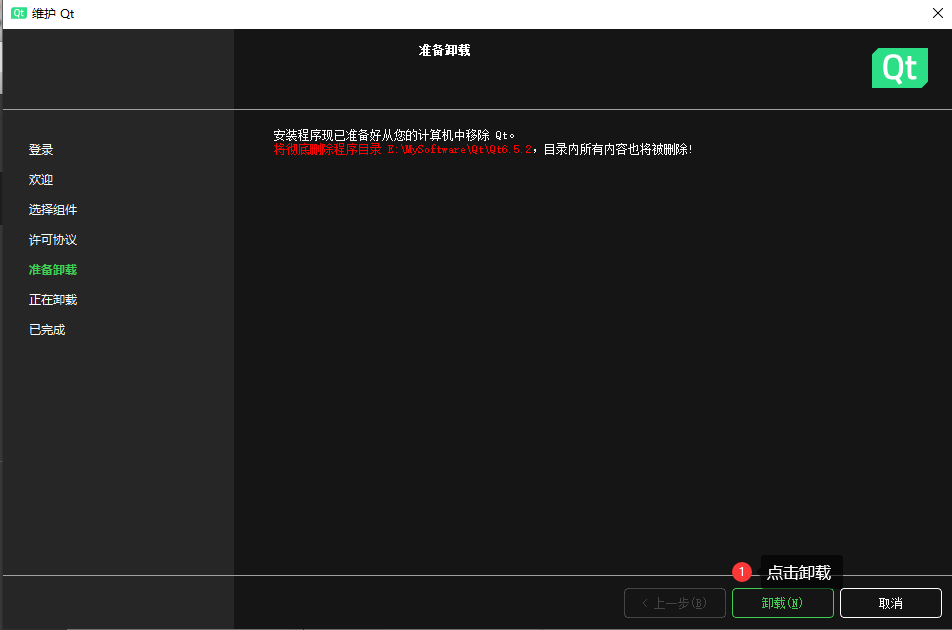 Qt 维护 Qt
准备卸载
Qt
安装程序现已准备好从您的计算机中移除 Qt。
将彻底删除程序目录 E:\MySoftware\Qt\Qt6.5.2，目录内所有内容也将被删除!
登录
欢迎
选择组件
许可协议
准备卸载
正在卸载
已完成
1 点击卸载
< 上一步(B) 卸载(N) 取消